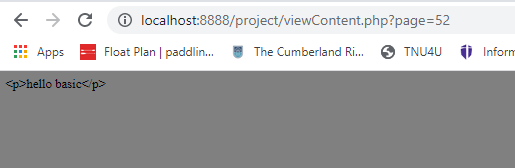 localhost:8888/project/viewContent.php?page=52
Apps Float Plan | paddlin... The Cumberland Ri... TNU4U Inform
<p>hello basic</p>